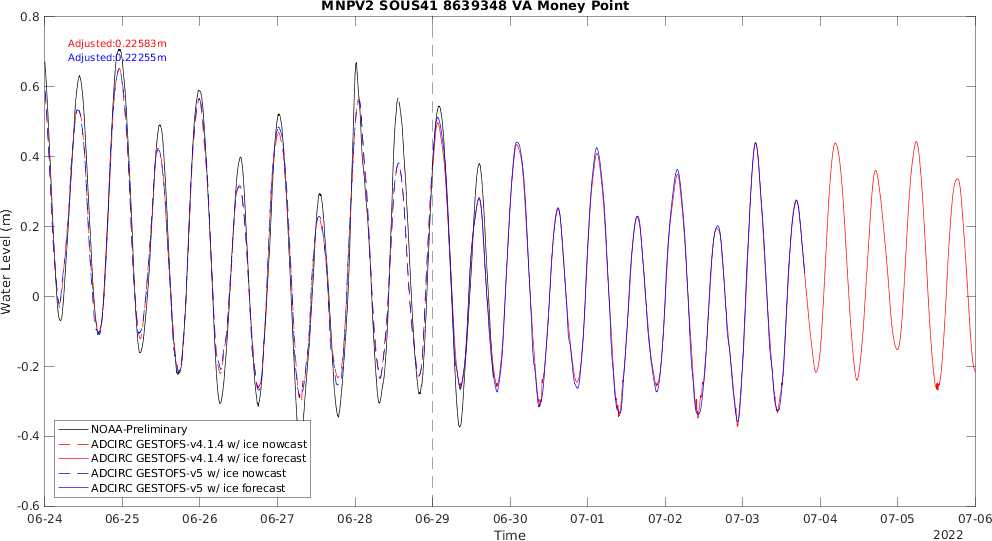 MNPV2 SOUS41 8639348 VA Money Point
0.8
0.6
0.4
0.2
0
-0.2
-0.4
-0.6
Water Level (m)
Adjusted:0.22583m
Adjusted:0.22255m
NOAA-Preliminary
ADCIRC GESTOFS-v4.1.4 w/ ice nowcast
ADCIRC GESTOFS-v4.1.4 w/ ice forecast
ADCIRC GESTOFS-v5 w/ ice nowcast
ADCIRC GESTOFS-v5 w/ ice forecast
06-24 06-25 06-26 06-27 06-28 06-29 06-30 07-01 07-02 07-03 07-04 07-05 07-06
Time
2022